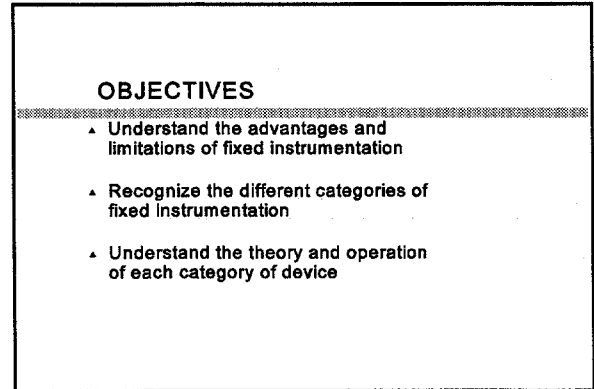 OBJECTIVES
▴ Understand the advantages and
limitations of fixed instrumentation
▴ Recognize the different categories of
fixed instrumentation
▴ Understand the theory and operation
of each category of device